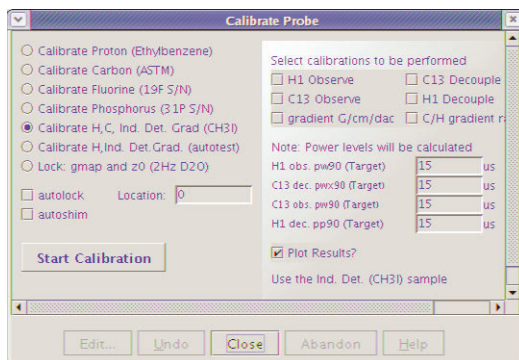 Calibrate Probe
Calibrate Proton (Ethylbenzene)
Calibrate Carbon (ASTM)
Calibrate Fluorine (19F S/N)
Calibrate Phosphorus (31P S/N)
Calibrate H,C, Ind. Det. Grad (CH3I)
Calibrate H,Ind.Det.Grad. (autotest)
Lock: gmap and z0 (2Hz D2O)
autolock Location: 0
autoshim
Start Calibration
Select calibrations to be performed
H1 Observe C13 Decouple
C13 Observe H1 Decouple
gradient G/cm/dac C/H gradient r
Note: Power levels will be calculated
H1 obs. pw90 (Target) 15 us
C13 dec. pwx90 (Target) 15
C13 obs. pw90 (Target) 15
H1 dec. pp90 (Target) 15 us
Plot Results?
Use the Ind. Det. (CH3I) sample
Edit... Undo Close Abandon Help